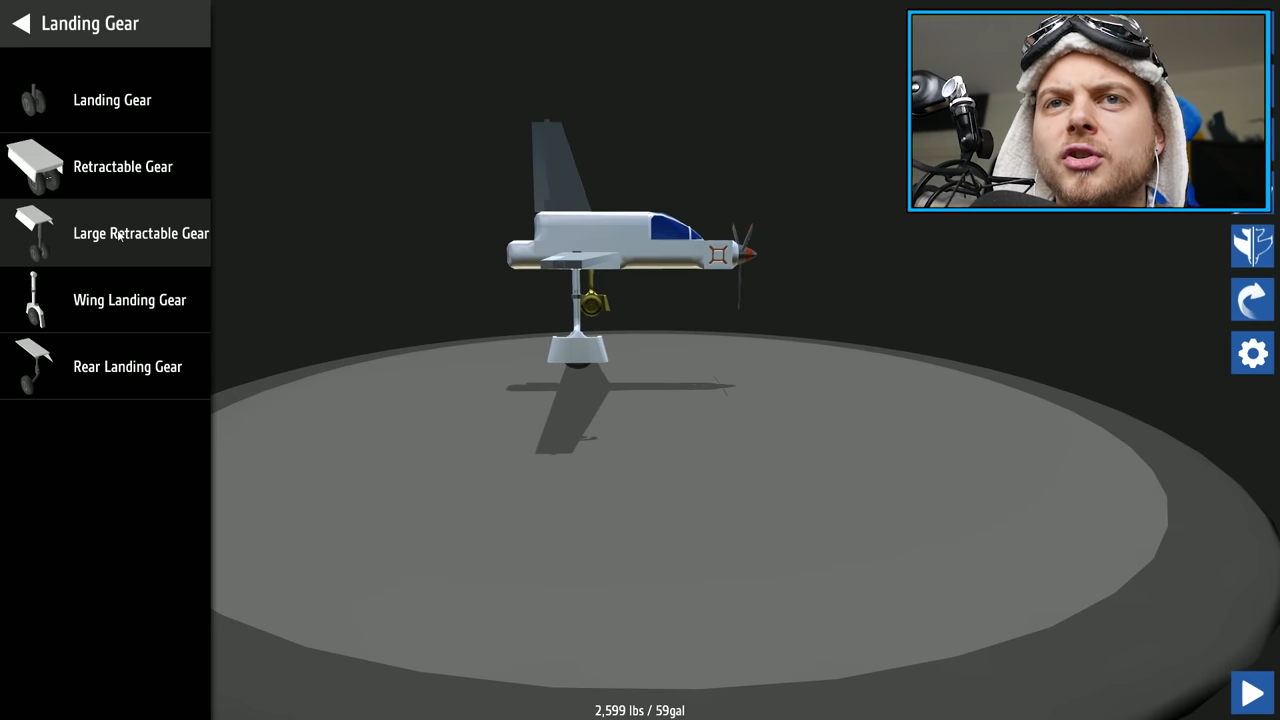 Landing Gear
Landing Gear
Retractable Gear
Large Retractable Gear
Wing Landing Gear
Rear Landing Gear
2,599 lbs / 59gal